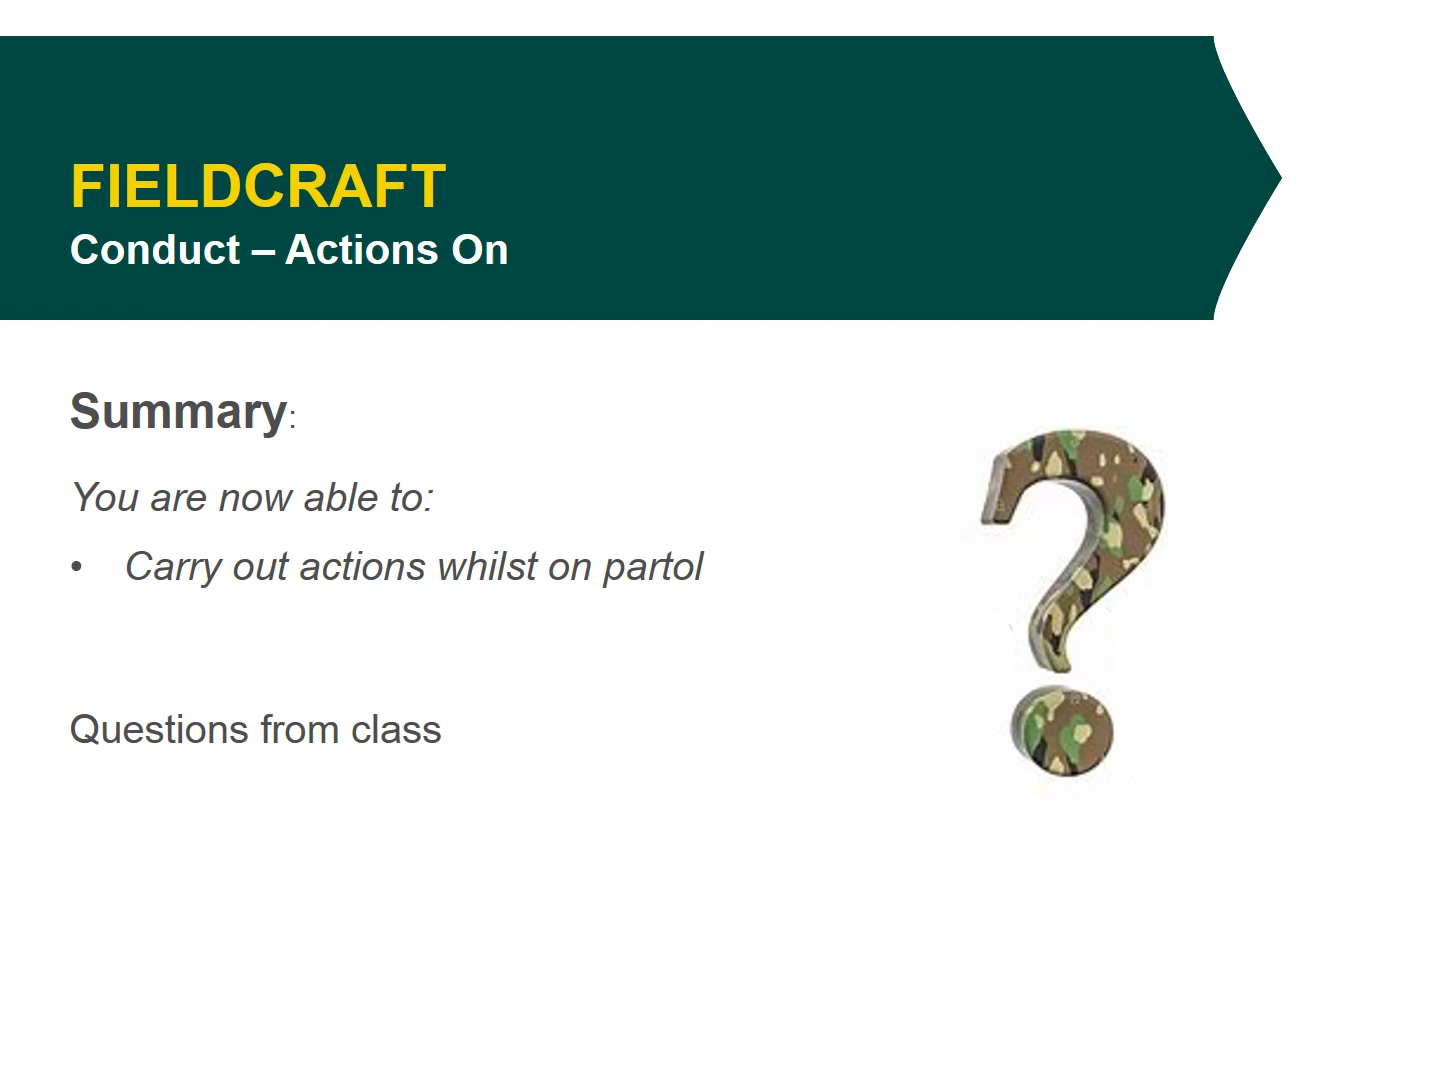 FIELDCRAFT
Conduct – Actions On
Summary:
You are now able to:
• Carry out actions whilst on partol
Questions from class